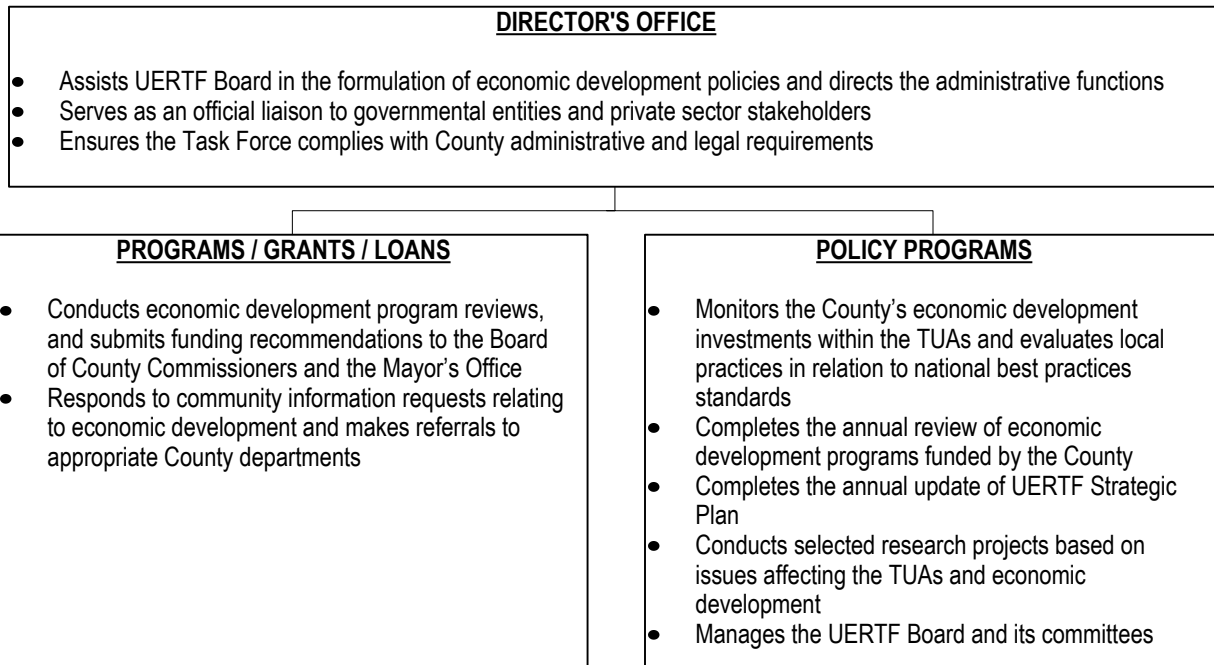 DIRECTOR'S OFFICE
● Assists UERTF Board in the formulation of economic development policies and directs the administrative functions
● Serves as an official liaison to governmental entities and private sector stakeholders
● Ensures the Task Force complies with County administrative and legal requirements
PROGRAMS / GRANTS / LOANS
● Conducts economic development program reviews,
and submits funding recommendations to the Board
of County Commissioners and the Mayor’s Office
● Responds to community information requests relating
to economic development and makes referrals to
appropriate County departments
POLICY PROGRAMS
● Monitors the County’s economic development
investments within the TUAs and evaluates local
practices in relation to national best practices
standards
● Completes the annual review of economic
development programs funded by the County
● Completes the annual update of UERTF Strategic
Plan
● Conducts selected research projects based on
issues affecting the TUAs and economic
development
● Manages the UERTF Board and its committees